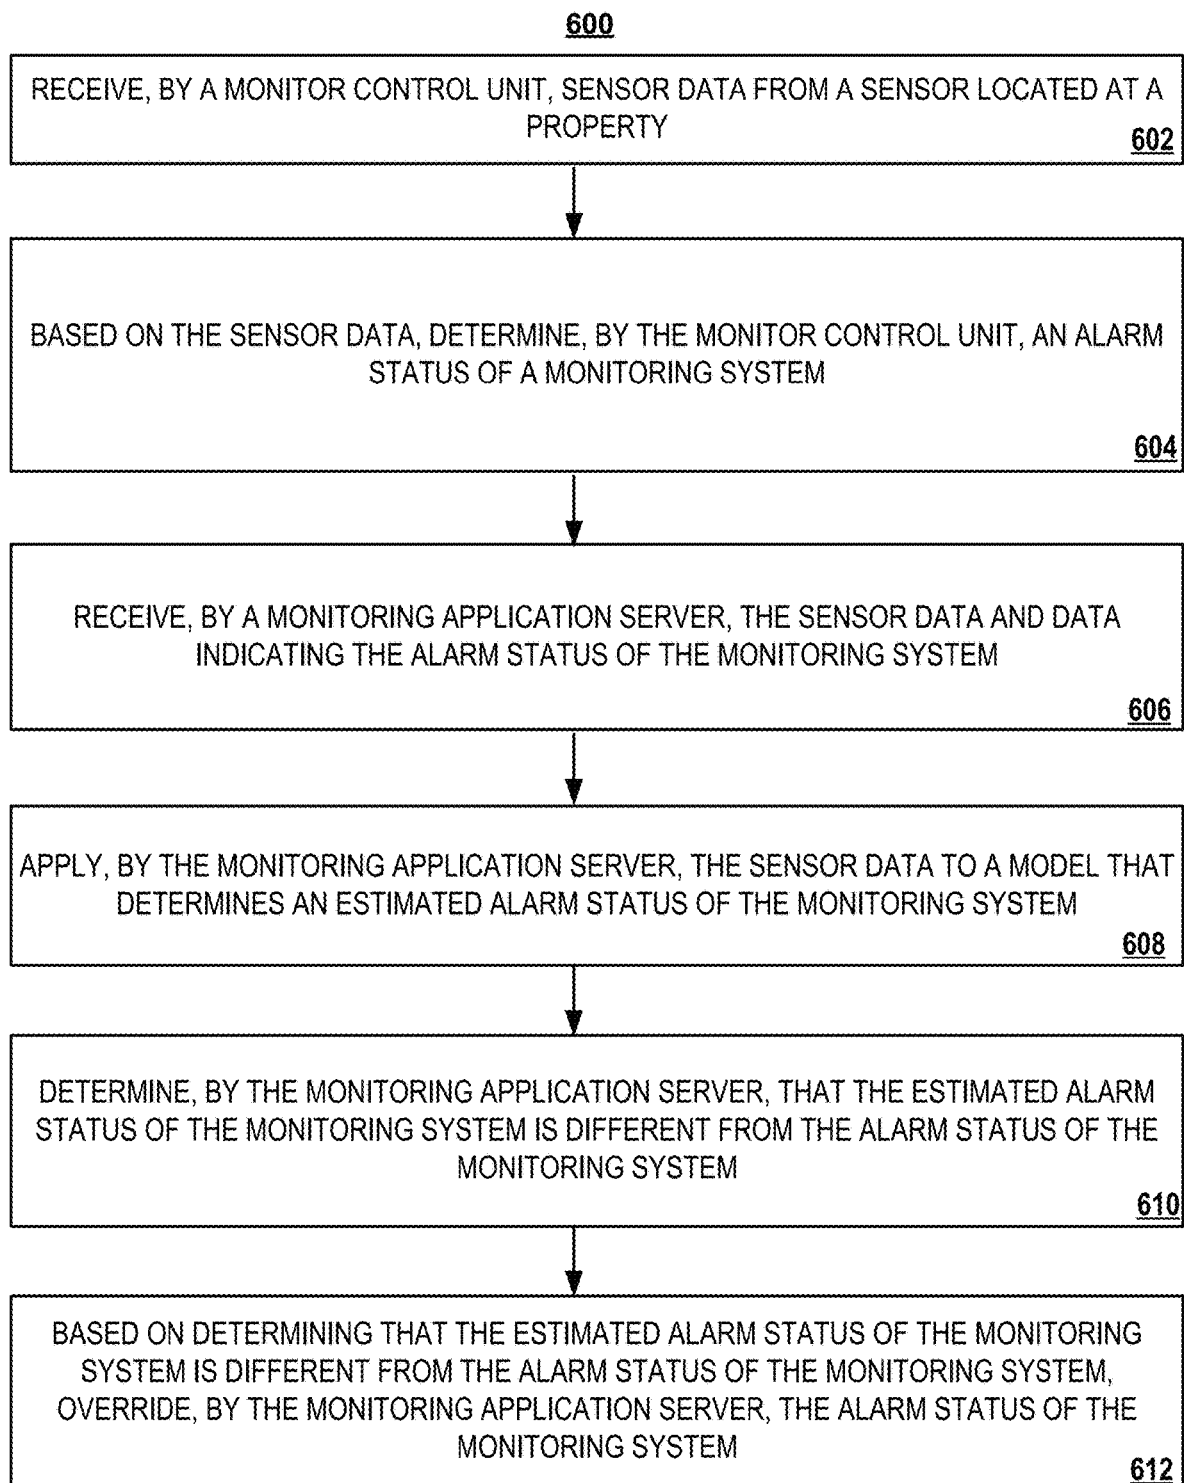 600
RECEIVE, BY A MONITOR CONTROL UNIT, SENSOR DATA FROM A SENSOR LOCATED AT A
PROPERTY
602
BASED ON THE SENSOR DATA, DETERMINE, BY THE MONITOR CONTROL UNIT, AN ALARM
STATUS OF A MONITORING SYSTEM
604
RECEIVE, BY A MONITORING APPLICATION SERVER, THE SENSOR DATA AND DATA
INDICATING THE ALARM STATUS OF THE MONITORING SYSTEM
606
APPLY, BY THE MONITORING APPLICATION SERVER, THE SENSOR DATA TO A MODEL THAT
DETERMINES AN ESTIMATED ALARM STATUS OF THE MONITORING SYSTEM
608
DETERMINE, BY THE MONITORING APPLICATION SERVER, THAT THE ESTIMATED ALARM
STATUS OF THE MONITORING SYSTEM IS DIFFERENT FROM THE ALARM STATUS OF THE
MONITORING SYSTEM
610
BASED ON DETERMINING THAT THE ESTIMATED ALARM STATUS OF THE MONITORING
SYSTEM IS DIFFERENT FROM THE ALARM STATUS OF THE MONITORING SYSTEM,
OVERRIDE, BY THE MONITORING APPLICATION SERVER, THE ALARM STATUS OF THE
MONITORING SYSTEM
612